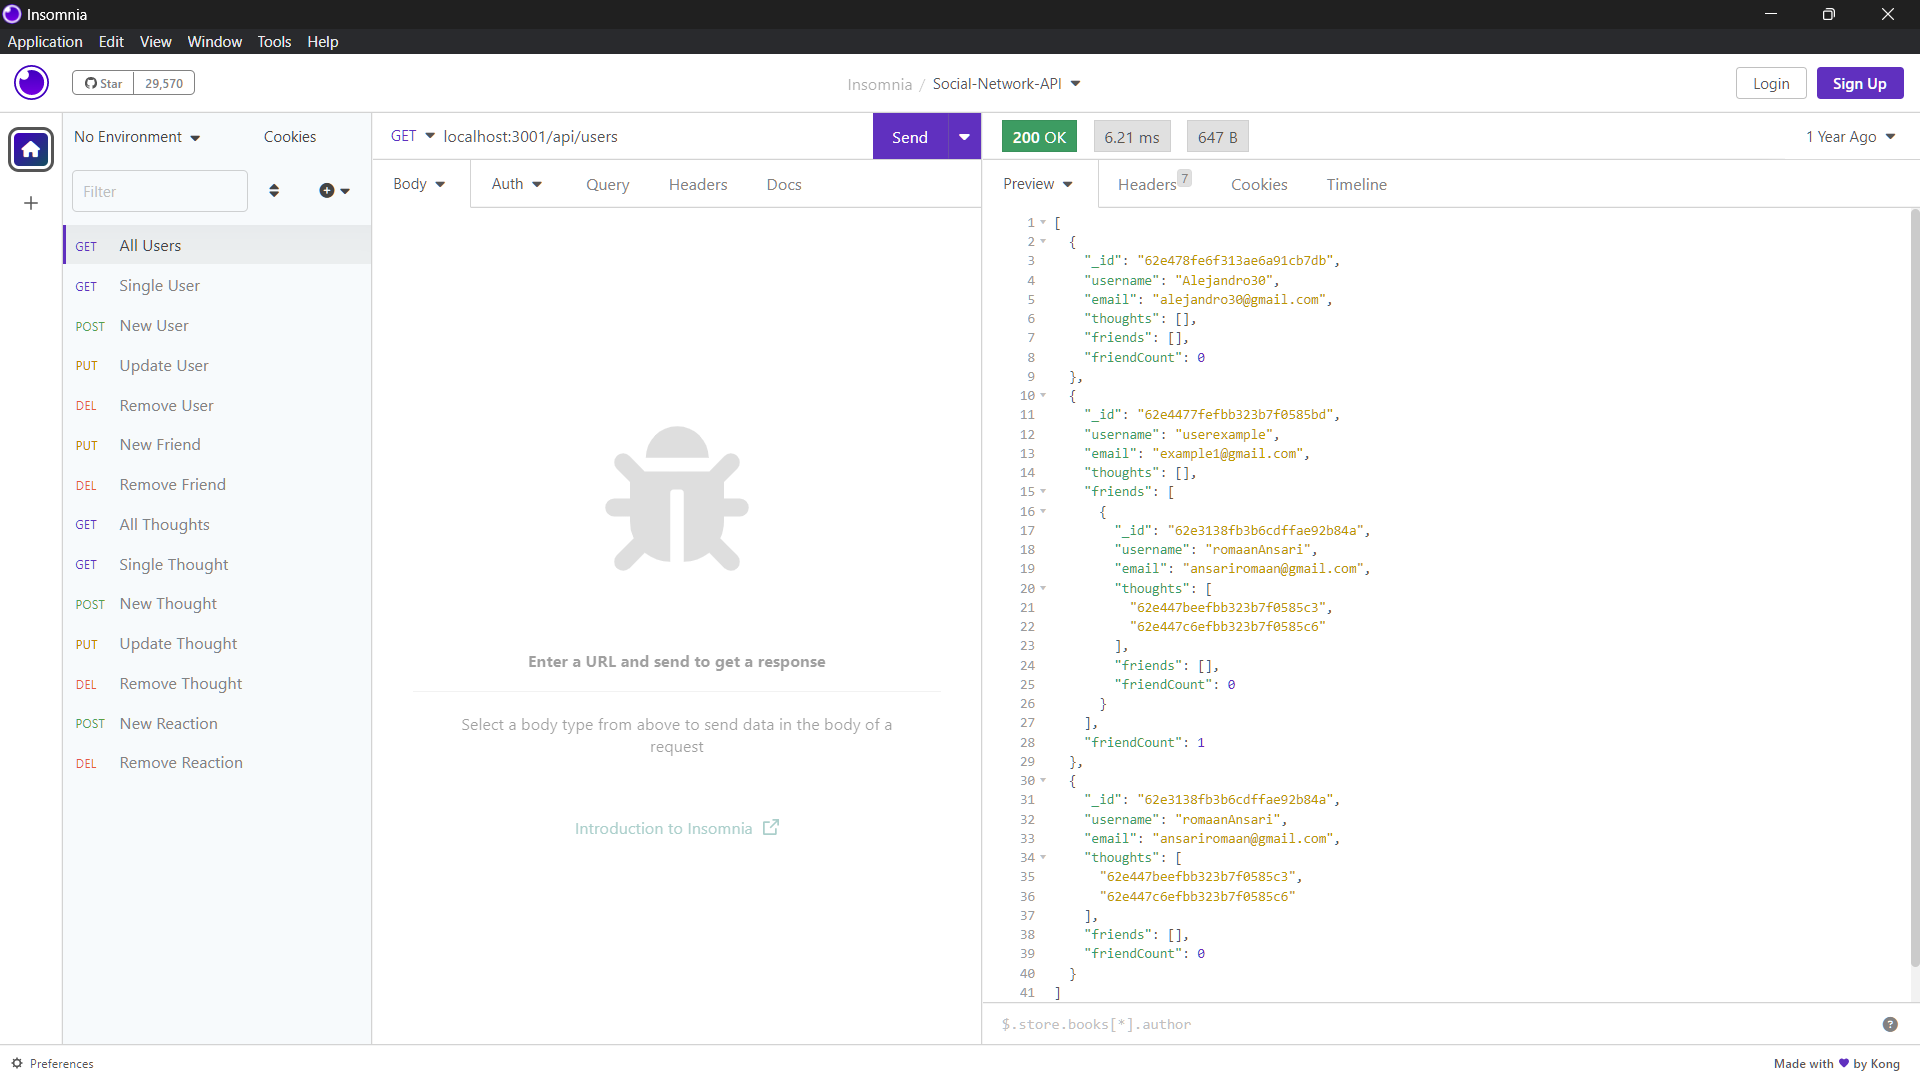 Insomnia
Application Edit View Window Tools Help
Star 29,570
Insomnia / Social-Network-API
Login Sign Up
No Environment Cookies
GET localhost:3001/api/users Send
200 OK 6.21 ms 647 B 1 Year Ago
Filter
Body Auth Query Headers Docs
Preview Headers 7 Cookies Timeline
GET All Users
GET Single User
POST New User
PUT Update User
DEL Remove User
PUT New Friend
DEL Remove Friend
GET All Thoughts
GET Single Thought
POST New Thought
PUT Update Thought
DEL Remove Thought
POST New Reaction
DEL Remove Reaction
Enter a URL and send to get a response
Select a body type from above to send data in the body of a
request
Introduction to Insomnia
1 [
2 {
3 "_id": "62e478fe6f313ae6a91cb7db",
4 "username": "Alejandro30",
5 "email": "alejandro30@gmail.com",
6 "thoughts": [],
7 "friends": [],
8 "friendCount": 0
9 },
10 {
11 "_id": "62e4477fefbb323b7f0585bd",
12 "username": "userexample",
13 "email": "example1@gmail.com",
14 "thoughts": [],
15 "friends": [
16 {
17 "_id": "62e3138fb3b6cdffae92b84a",
18 "username": "romaanAnsari",
19 "email": "ansariromaan@gmail.com",
20 "thoughts": [
21 "62e447beefbb323b7f0585c3",
22 "62e447c6efbb323b7f0585c6"
23 ],
24 "friends": [],
25 "friendCount": 0
26 }
27 ],
28 "friendCount": 1
29 },
30 {
31 "_id": "62e3138fb3b6cdffae92b84a",
32 "username": "romaanAnsari",
33 "email": "ansariromaan@gmail.com",
34 "thoughts": [
35 "62e447beefbb323b7f0585c3",
36 "62e447c6efbb323b7f0585c6"
37 ],
38 "friends": [],
39 "friendCount": 0
40 }
41 ]
$.store.books[*].author
Preferences
Made with ♥ by Kong